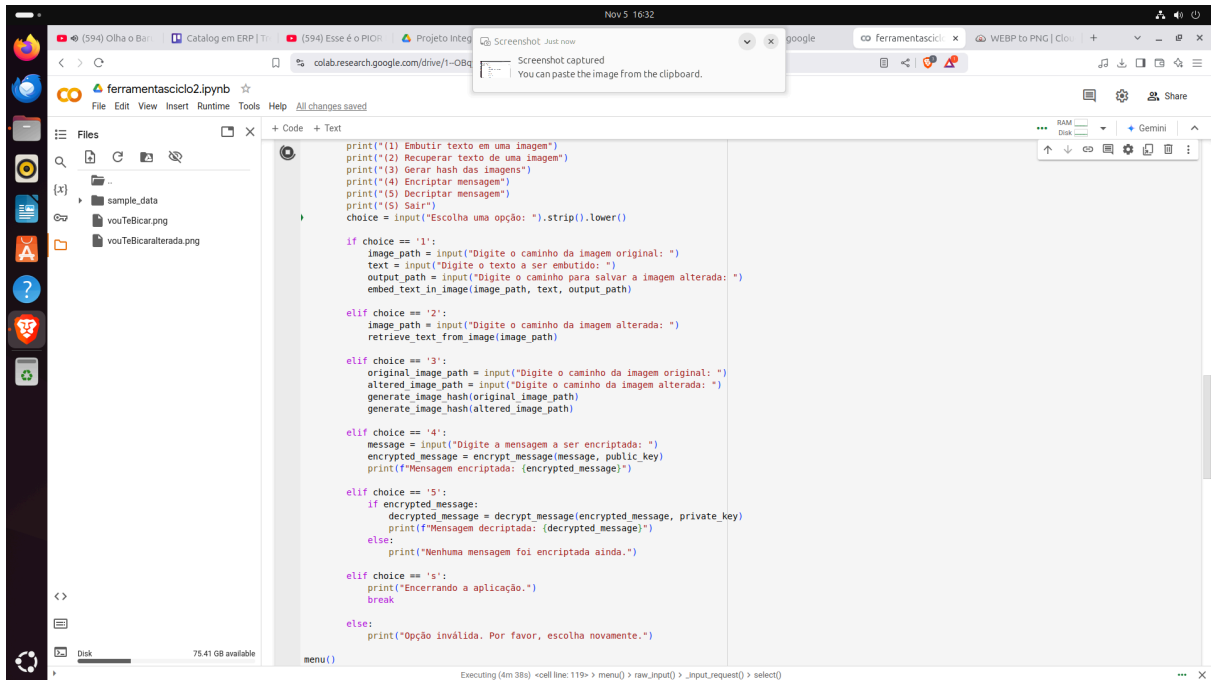 Nov 5 16:32
(594) Olha o Bar
Catalog em ERP | Tr
(594) Esse é o PIOR
Projeto Integ
google
ferramentasciclo
WEBP to PNG | Clou
Screenshot Just now
Screenshot captured
You can paste the image from the clipboard.
colab.research.google.com/drive/1--OBq
ferramentasciclo2.ipynb
File Edit View Insert Runtime Tools Help All changes saved
Share
Files
+ Code + Text
RAM
Disk
Gemini
..
sample_data
vouTeBicar.png
vouTeBicaralterada.png
{x}
print("(1) Embutir texto em uma imagem")
print("(2) Recuperar texto de uma imagem")
print("(3) Gerar hash das imagens")
print("(4) Encriptar mensagem")
print("(5) Decriptar mensagem")
print("(S) Sair")
choice = input("Escolha uma opção: ").strip().lower()
if choice == '1':
image_path = input("Digite o caminho da imagem original: ")
text = input("Digite o texto a ser embutido: ")
output_path = input("Digite o caminho para salvar a imagem alterada: ")
embed_text_in_image(image_path, text, output_path)
elif choice == '2':
image_path = input("Digite o caminho da imagem alterada: ")
retrieve_text_from_image(image_path)
elif choice == '3':
original_image_path = input("Digite o caminho da imagem original: ")
altered_image_path = input("Digite o caminho da imagem alterada: ")
generate_image_hash(original_image_path)
generate_image_hash(altered_image_path)
elif choice == '4':
message = input("Digite a mensagem a ser encriptada: ")
encrypted_message = encrypt_message(message, public_key)
print(f"Mensagem encriptada: {encrypted_message}")
elif choice == '5':
if encrypted_message:
decrypted_message = decrypt_message(encrypted_message, private_key)
print(f"Mensagem decriptada: {decrypted_message}")
else:
print("Nenhuma mensagem foi encriptada ainda.")
elif choice == 's':
print("Encerrando a aplicação.")
break
else:
print("Opção inválida. Por favor, escolha novamente.")
menu()
Disk
75.41 GB available
Executing (4m 38s) <cell line: 119> > menu() > raw_input() > _input_request() > select()